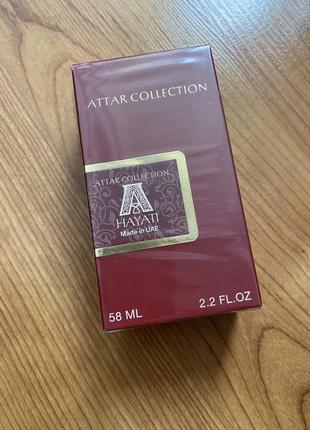 ATTAR COLLECTION
ATTAR COLLECTION
A
HAYATI
Made in UAE
58 ML 2.2 FL.OZ